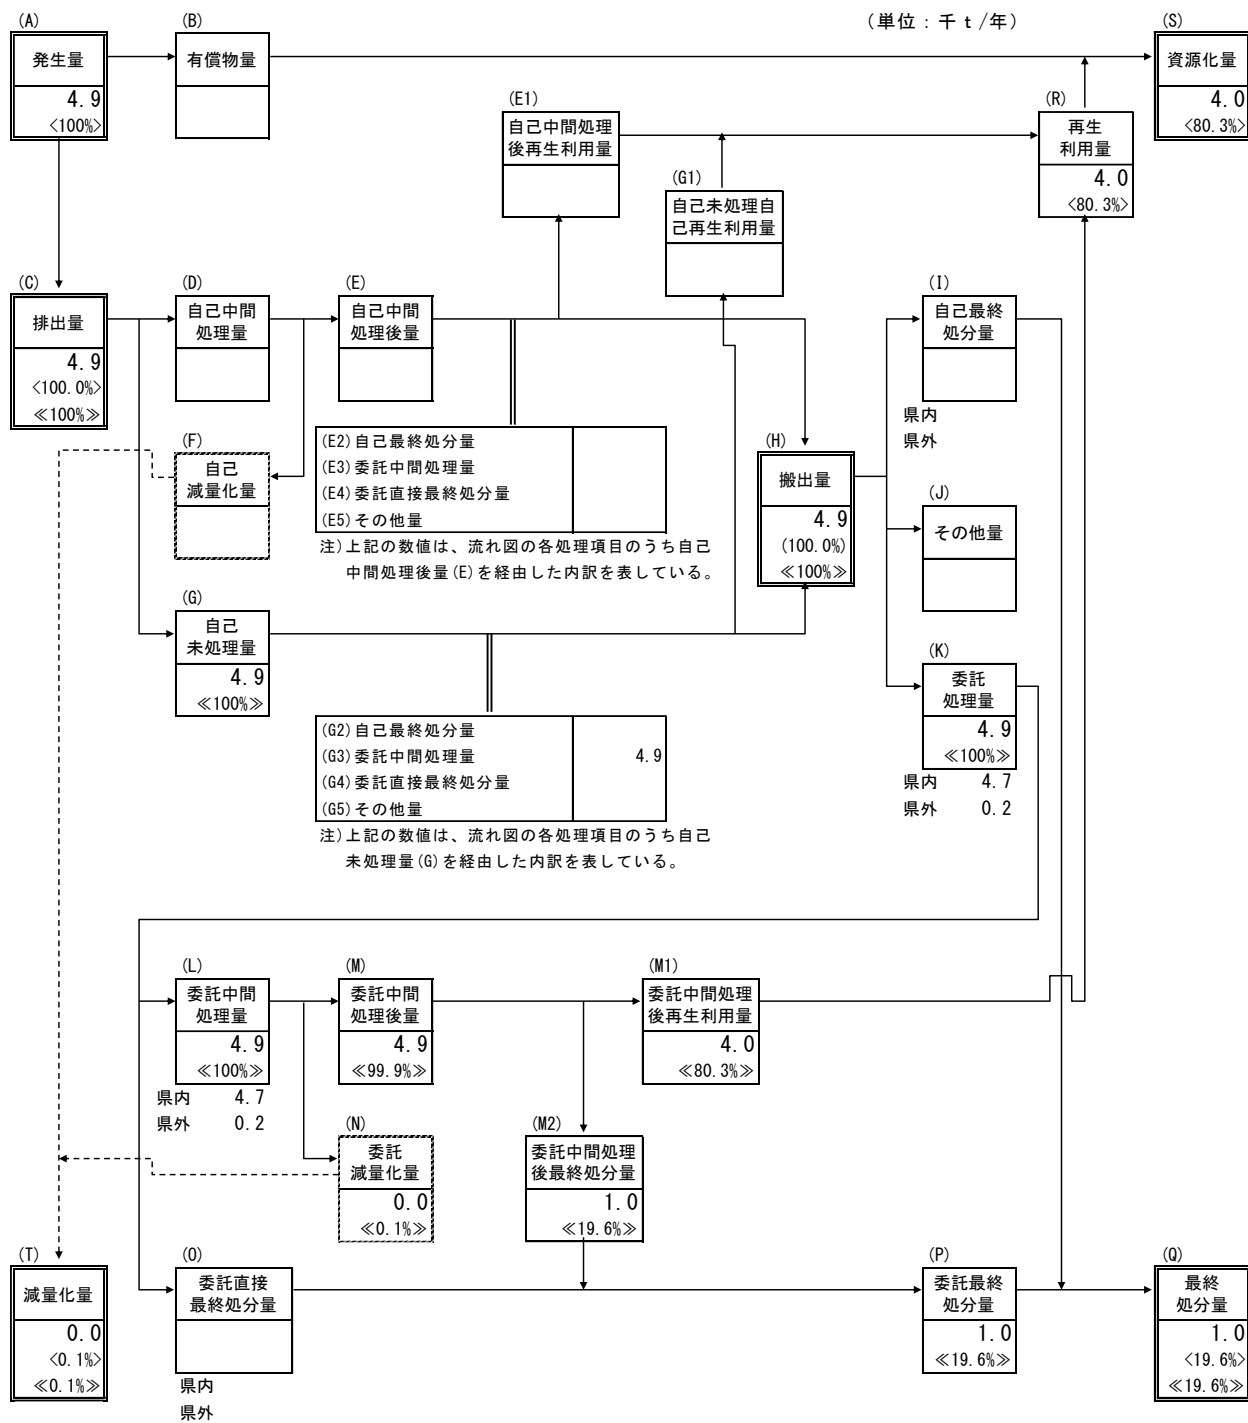 (単位：千ｔ/年)
(A)
発生量
4.9
<100%>
(B)
有償物量
(S)
資源化量
4.0
<80.3%>
(E1)
自己中間処理
後再生利用量
(G1)
自己未処理自
己再生利用量
(R)
再生
利用量
4.0
<80.3%>
(C)
排出量
4.9
<100.0%>
≪100%≫
(D)
自己中間
処理量
(E)
自己中間
処理後量
(F)
自己
減量化量
(E2)自己最終処分量
(E3)委託中間処理量
(E4)委託直接最終処分量
(E5)その他量
注)上記の数値は、流れ図の各処理項目のうち自己
中間処理後量(E)を経由した内訳を表している。
(G)
自己
未処理量
4.9
≪100%≫
(G2)自己最終処分量
(G3)委託中間処理量 4.9
(G4)委託直接最終処分量
(G5)その他量
注)上記の数値は、流れ図の各処理項目のうち自己
未処理量(G)を経由した内訳を表している。
(H)
搬出量
4.9
(100.0%)
≪100%≫
(I)
自己最終
処分量
県内
県外
(J)
その他量
(K)
委託
処理量
4.9
≪100%≫
県内 4.7
県外 0.2
(L)
委託中間
処理量
4.9
≪100%≫
県内 4.7
県外 0.2
(M)
委託中間
処理後量
4.9
≪99.9%≫
(M1)
委託中間処理
後再生利用量
4.0
≪80.3%≫
(N)
委託
減量化量
0.0
≪0.1%≫
(M2)
委託中間処理
後最終処分量
1.0
≪19.6%≫
(T)
減量化量
0.0
<0.1%>
≪0.1%≫
(O)
委託直接
最終処分量
県内
県外
(P)
委託最終
処分量
1.0
≪19.6%≫
(Q)
最終
処分量
1.0
<19.6%>
≪19.6%≫